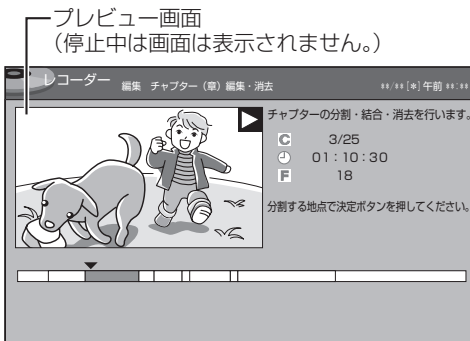 プレビュー画面
(停止中は画面は表示されません。)
レコーダー 編集 チャプター(章)編集・消去 **/**[*]午前**:**
チャプターの分割・結合・消去を行います。
C 3/25
01:10:30
F 18
分割する地点で決定ボタンを押してください。